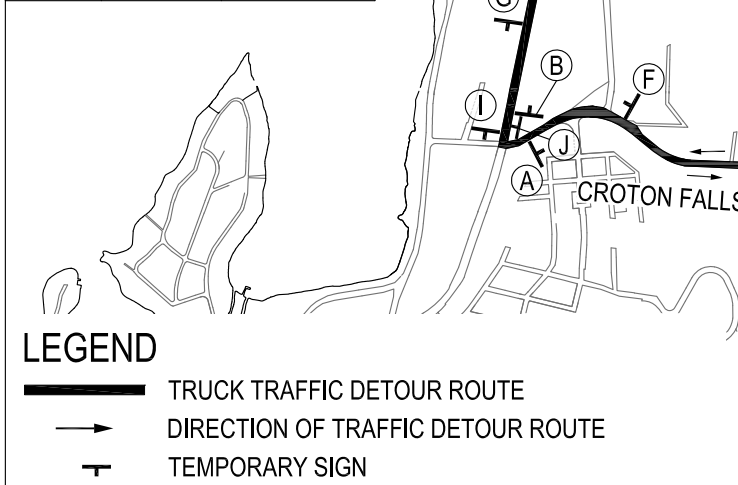 G
B
F
I
J
A
CROTON FALLS
LEGEND
TRUCK TRAFFIC DETOUR ROUTE
DIRECTION OF TRAFFIC DETOUR ROUTE
TEMPORARY SIGN